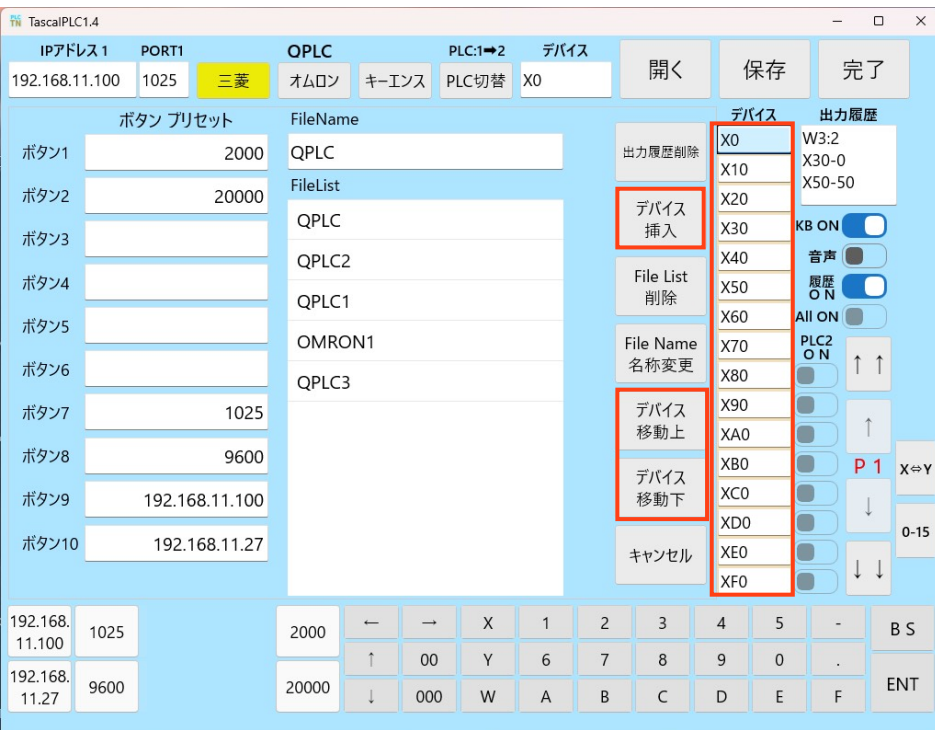 TascalPLC1.4
IPアドレス 1 PORT1 OPLC PLC:1➡2 デバイス
192.168.11.100 1025 三菱 オムロン キーエンス PLC切替 X0 開く 保存 完了
ボタン プリセット
ボタン1 2000
ボタン2 20000
ボタン3
ボタン4
ボタン5
ボタン6
ボタン7 1025
ボタン8 9600
ボタン9 192.168.11.100
ボタン10 192.168.11.27
FileName
QPLC
FileList
QPLC
QPLC2
QPLC1
OMRON1
QPLC3
出力履歴削除
デバイス
挿入
File List
削除
File Name
名称変更
デバイス
移動上
デバイス
移動下
キャンセル
デバイス
X0
X10
X20
X30
X40
X50
X60
X70
X80
X90
XA0
XB0
XC0
XD0
XE0
XF0
出力履歴
W3:2
X30-0
X50-50
KB ON
音声
履歴
O N
All ON
PLC2
O N
↑ ↑
↑
P 1
↓
↓ ↓
X⇔Y
0-15
192.168.
11.100
1025
192.168.
11.27
9600
2000
20000
← → X 1 2 3 4 5 - B S
↑ 00 Y 6 7 8 9 0 .
↓ 000 W A B C D E F ENT